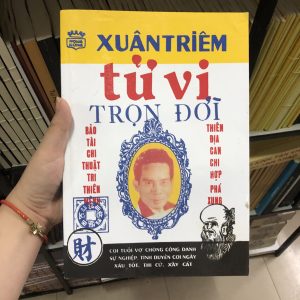 XUÂN TRIÊM
tử vi
TRỌN ĐỜI
BẢO
TÀI
CHI
THUẬT
TRI
THIÊN
THIÊN
ĐỊA
CAN
CHI
HỢP
PHÁ
TUNG
財
COI TUỔI VỢ CHỒNG CÔNG DANH
SỰ NGHIỆP, TÌNH DUYÊN COI NGÀY
XẤU TỐT, THI CỬ, XÂY CẤT